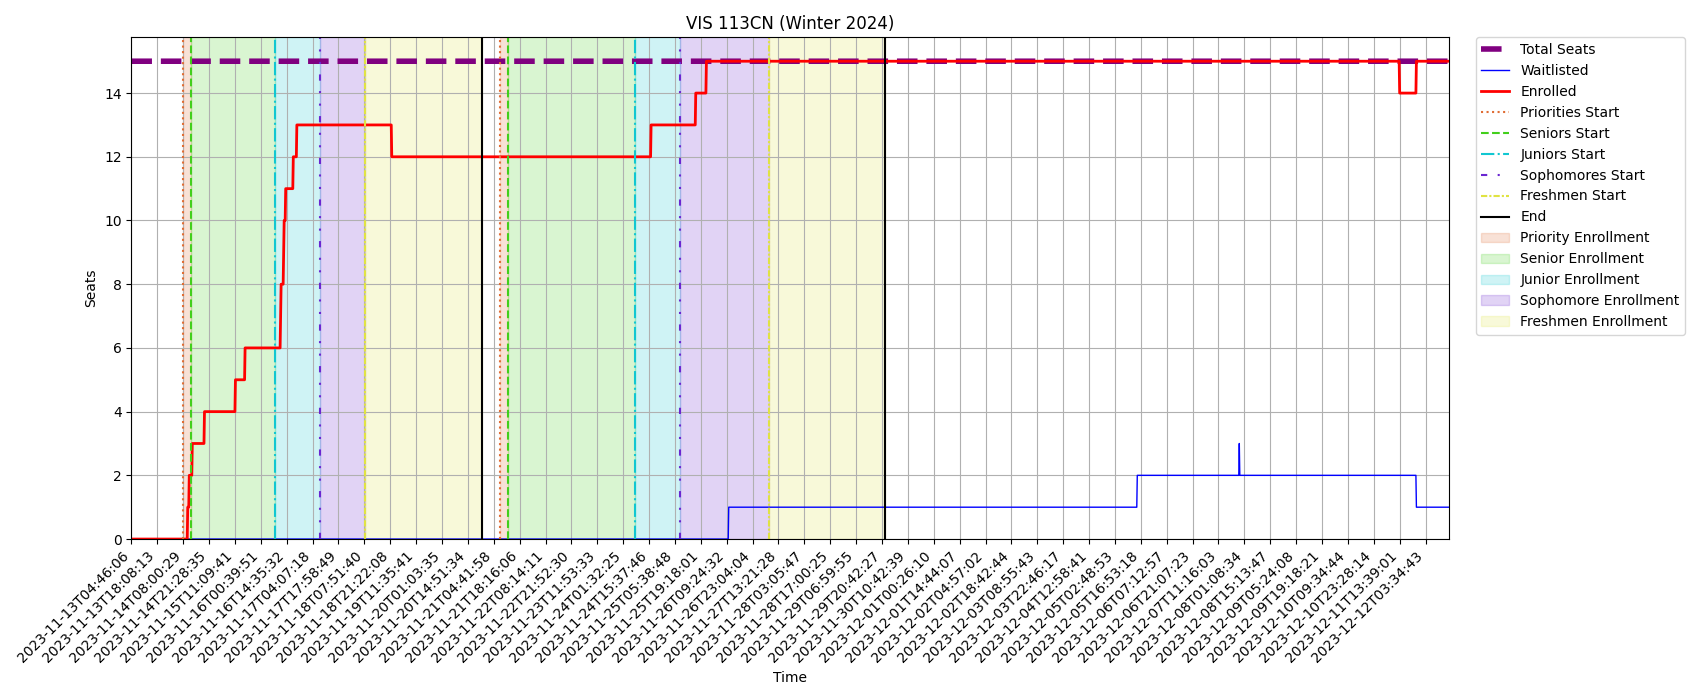 VIS 113CN (Winter 2024)
Seats
14
12
10
8
6
4
2
0
2023-11-13T04:46:06
2023-11-13T18:08:13
2023-11-14T08:00:29
2023-11-14T21:28:35
2023-11-15T11:09:41
2023-11-16T00:39:51
2023-11-16T14:35:32
2023-11-17T04:07:18
2023-11-17T17:58:49
2023-11-18T07:51:40
2023-11-18T21:22:08
2023-11-19T11:35:41
2023-11-20T01:03:35
2023-11-20T14:51:34
2023-11-21T04:41:58
2023-11-21T18:16:06
2023-11-22T08:14:11
2023-11-22T21:52:30
2023-11-23T11:53:33
2023-11-24T01:32:25
2023-11-24T15:37:46
2023-11-25T05:38:48
2023-11-25T19:18:01
2023-11-26T09:24:32
2023-11-26T23:04:04
2023-11-27T13:21:28
2023-11-28T03:05:47
2023-11-28T17:00:25
2023-11-29T06:59:55
2023-11-29T20:42:27
2023-11-30T10:42:39
2023-12-01T00:26:10
2023-12-01T14:44:07
2023-12-02T04:57:02
2023-12-02T18:42:44
2023-12-03T08:55:43
2023-12-03T22:46:17
2023-12-04T12:58:41
2023-12-05T02:48:53
2023-12-05T16:53:18
2023-12-06T07:12:57
2023-12-06T21:07:23
2023-12-07T11:16:03
2023-12-08T01:08:34
2023-12-08T15:13:47
2023-12-09T05:24:08
2023-12-09T19:18:21
2023-12-10T09:34:44
2023-12-10T23:28:14
2023-12-11T13:39:01
2023-12-12T03:34:43
Time
Total Seats
Waitlisted
Enrolled
Priorities Start
Seniors Start
Juniors Start
Sophomores Start
Freshmen Start
End
Priority Enrollment
Senior Enrollment
Junior Enrollment
Sophomore Enrollment
Freshmen Enrollment